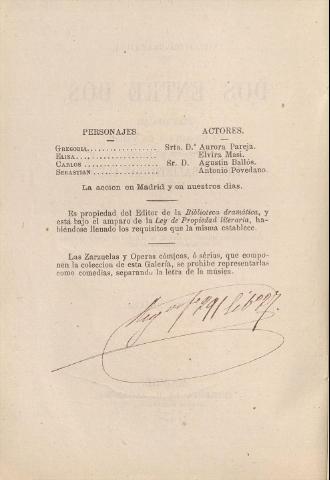 PERSONAJES. ACTORES.
GREGORIA.................. Srta. D.ª Aurora Pareja.
ELISA..................... Elvira Masi.
CARLOS ................... Sr. D. Agustin Ballós.
SEBASTIAN................. Antonio Povedano.
La accion en Madrid y en nuestros dias.
Es propiedad del Editor de la Biblioteca dramática, y
está bajo el amparo de la Ley de Propiedad literaria, ha-
biéndose llenado los requisitos que la misma establece.
Las Zarzuelas y Operas cómicas, ó sérias, que compo-
nen la coleccion de esta Galería, se prohibe representarlas
como comedias, separando la letra de la música.